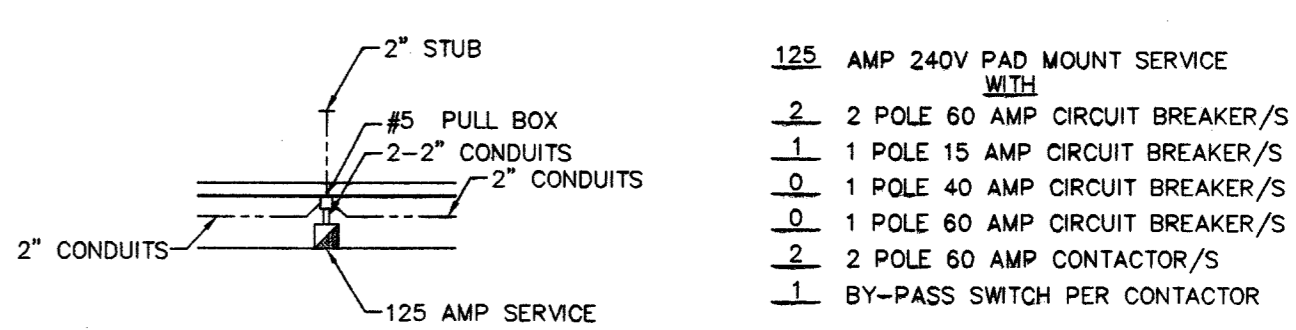 2" STUB
#5 PULL BOX
2-2" CONDUITS
2" CONDUITS
2" CONDUITS
125 AMP SERVICE
125 AMP 240V PAD MOUNT SERVICE
WITH
2 2 POLE 60 AMP CIRCUIT BREAKER/S
1 1 POLE 15 AMP CIRCUIT BREAKER/S
0 1 POLE 40 AMP CIRCUIT BREAKER/S
0 1 POLE 60 AMP CIRCUIT BREAKER/S
2 2 POLE 60 AMP CONTACTOR/S
1 BY-PASS SWITCH PER CONTACTOR